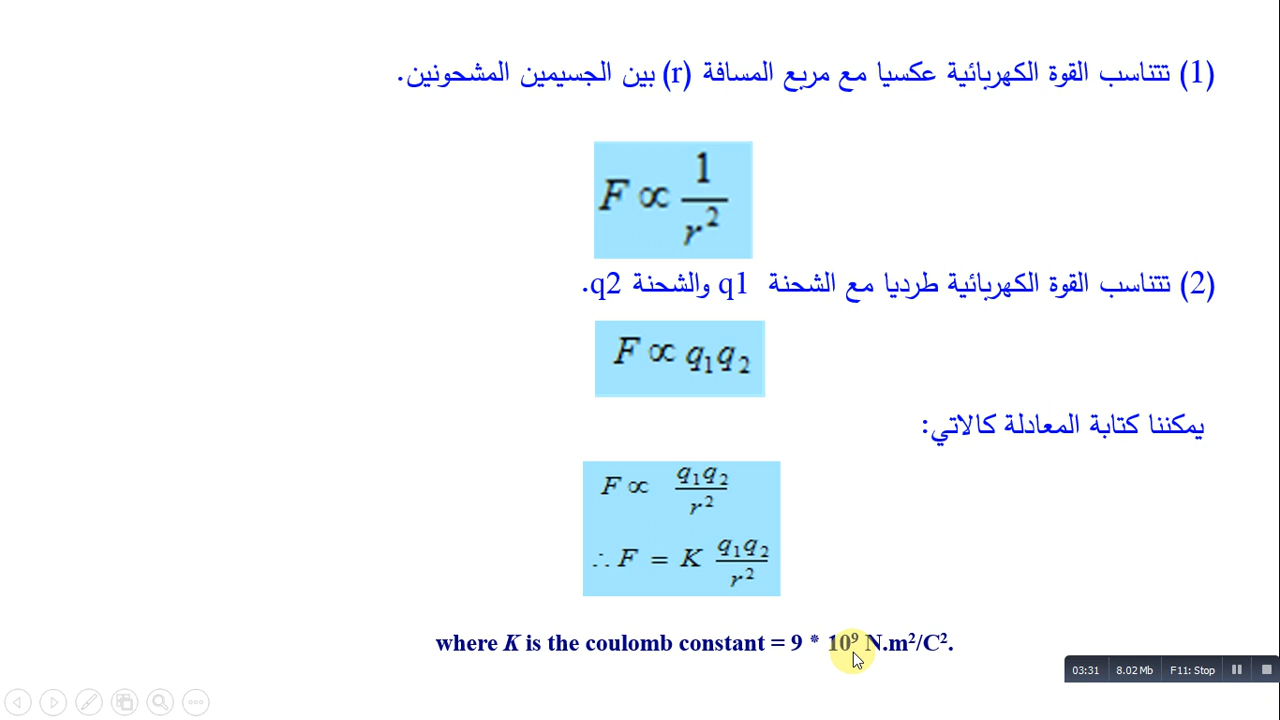 (1) تتناسب القوة الكهربائية عكسيا مع مربع المسافة (r) بين الجسيمين المشحونين.
F ∝ 1/r²
(2) تتناسب القوة الكهربائية طرديا مع الشحنة q1 والشحنة q2.
F ∝ q₁q₂
يمكننا كتابة المعادلة كالاتي:
F ∝ q₁q₂/r²
∴ F = K q₁q₂/r²
where K is the coulomb constant = 9 * 10⁹ N.m²/C².
03:31 8.02 Mb F11: Stop